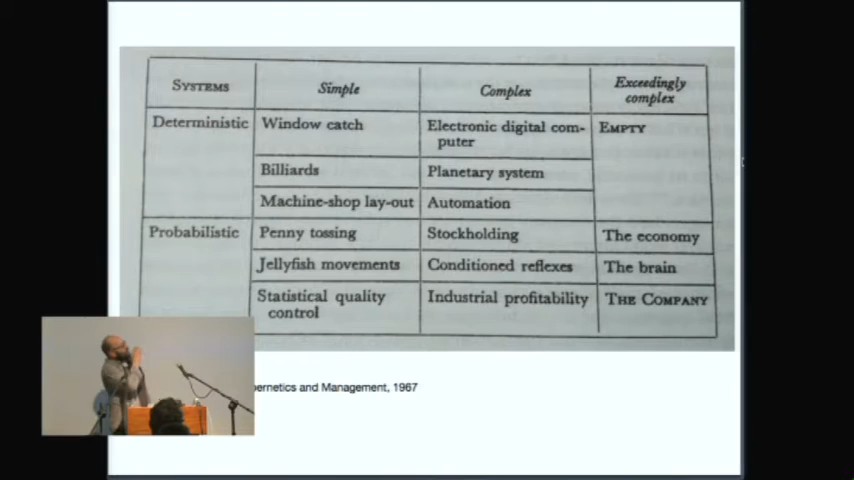 SYSTEMS Simple Complex Exceedingly complex
Deterministic Window catch Electronic digital com-
puter EMPTY
Billiards Planetary system
Machine-shop lay-out Automation
Probabilistic Penny tossing Stockholding The economy
Jellyfish movements Conditioned reflexes The brain
Statistical quality
control Industrial profitability THE COMPANY
and Management, 1967